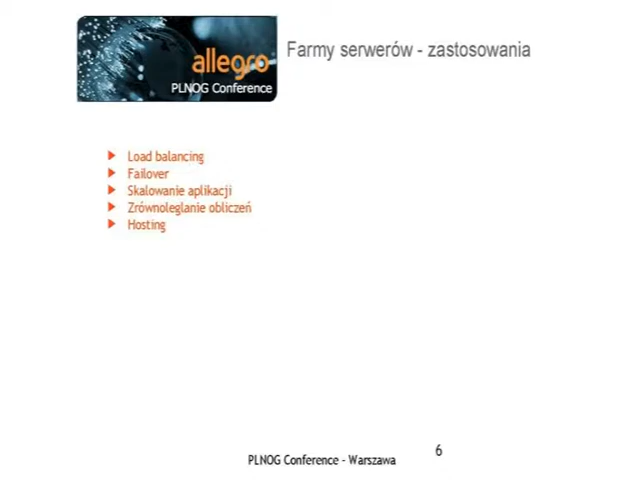 allegro
PLNOG Conference
Farmy serwerów - zastosowania
Load balancing
Failover
Skalowanie aplikacji
Zrównoleglanie obliczeń
Hosting
PLNOG Conference - Warszawa
6